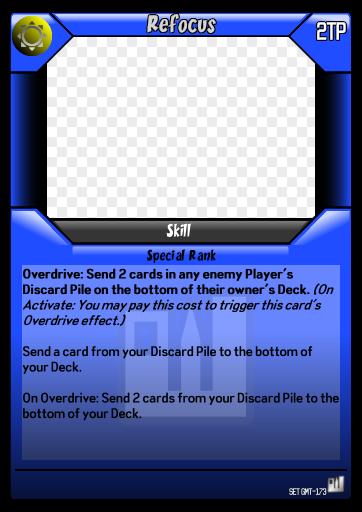 Refocus
2TP
Skill
Special Rank
Overdrive: Send 2 cards in any enemy Player's
Discard Pile on the bottom of their owner's Deck. (On
Activate: You may pay this cost to trigger this card's
Overdrive effect.)
Send a card from your Discard Pile to the bottom of
your Deck.
On Overdrive: Send 2 cards from your Discard Pile to the
bottom of your Deck.
SET GMT-173